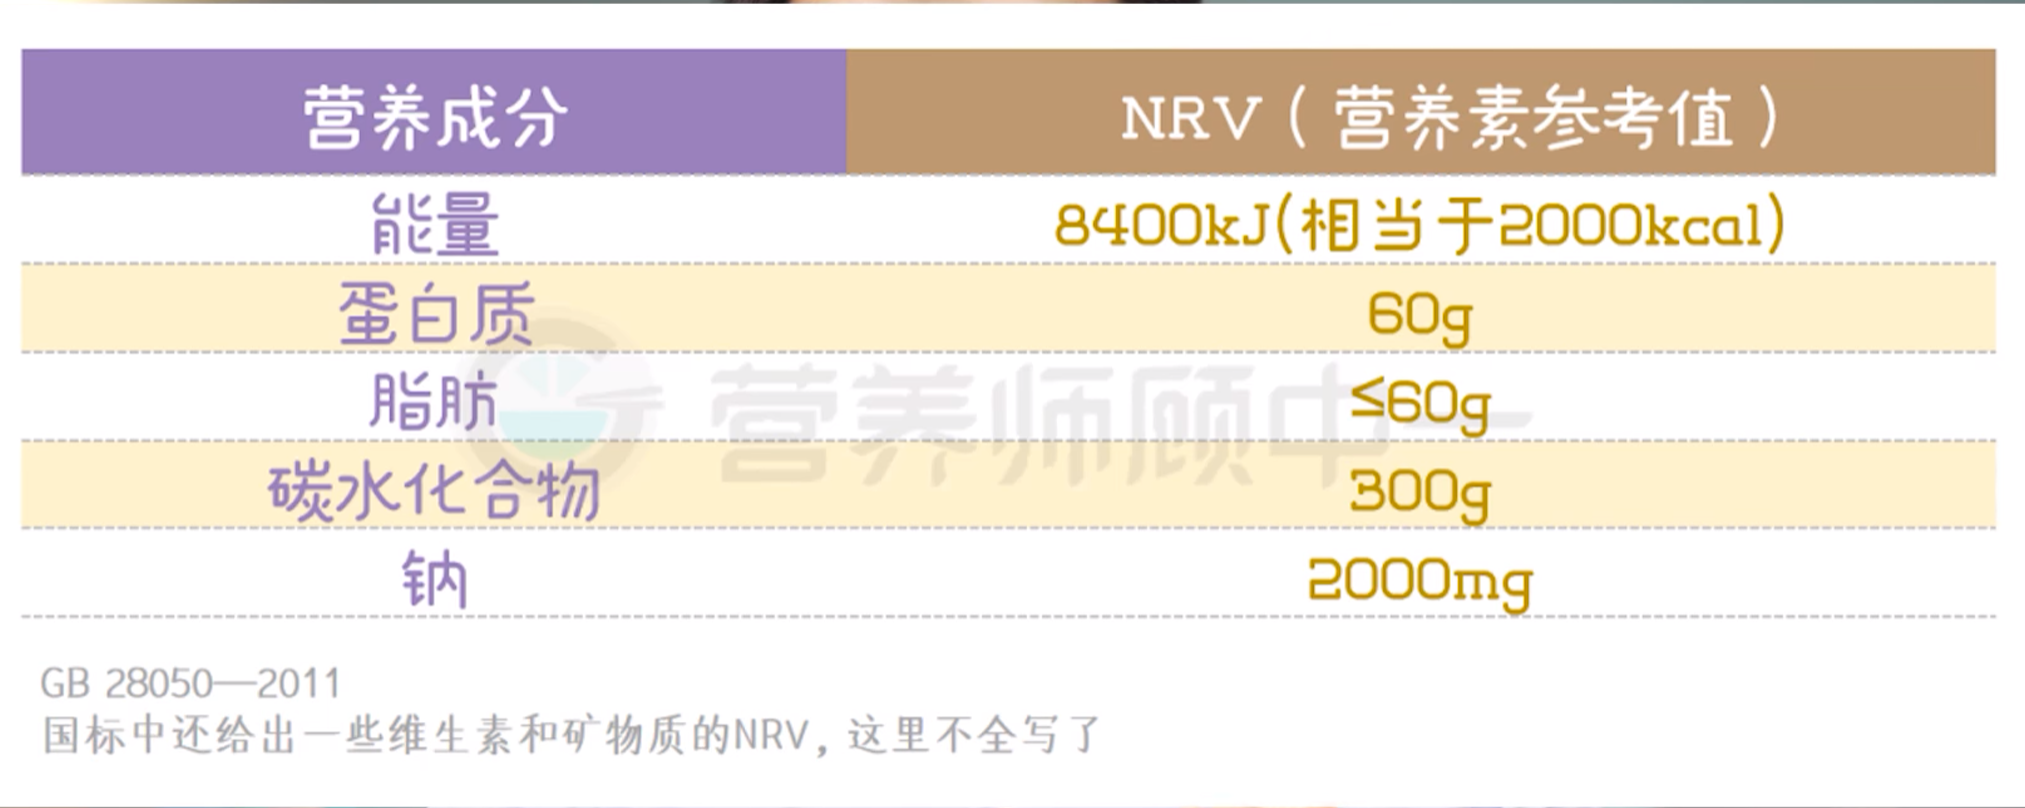 营养成分 NRV（营养素参考值）
能量 8400kJ(相当于2000kcal)
蛋白质 60g
脂肪 ≤60g
碳水化合物 300g
钠 2000mg
营养师顾中一
GB 28050—2011
国标中还给出一些维生素和矿物质的NRV，这里不全写了